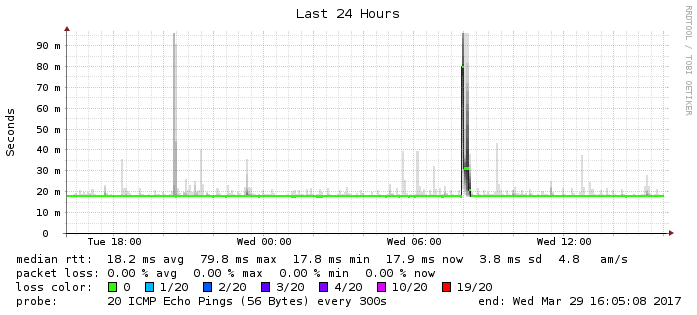 Last 24 Hours
RRDTOOL / TOBI OETIKER
Seconds
90 m
80 m
70 m
60 m
50 m
40 m
30 m
20 m
10 m
0
Tue 18:00 Wed 00:00 Wed 06:00 Wed 12:00
median rtt: 18.2 ms avg 79.8 ms max 17.8 ms min 17.9 ms now 3.8 ms sd 4.8 am/s
packet loss: 0.00 % avg 0.00 % max 0.00 % min 0.00 % now
loss color: 0 1/20 2/20 3/20 4/20 10/20 19/20
probe: 20 ICMP Echo Pings (56 Bytes) every 300s end: Wed Mar 29 16:05:08 2017